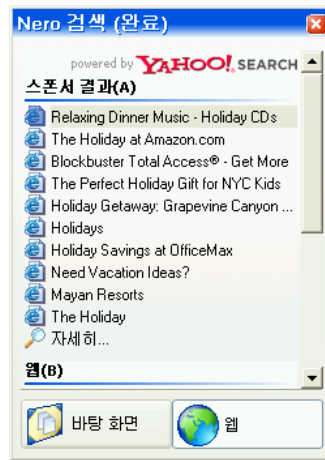 Nero 검색 (완료)
powered by YAHOO! SEARCH
스폰서 결과(A)
Relaxing Dinner Music - Holiday CDs
The Holiday at Amazon.com
Blockbuster Total Access® - Get More
The Perfect Holiday Gift for NYC Kids
Holiday Getaway: Grapevine Canyon ...
Holidays
Holiday Savings at OfficeMax
Need Vacation Ideas?
Mayan Resorts
The Holiday
자세히...
웹(B)
바탕 화면 웹